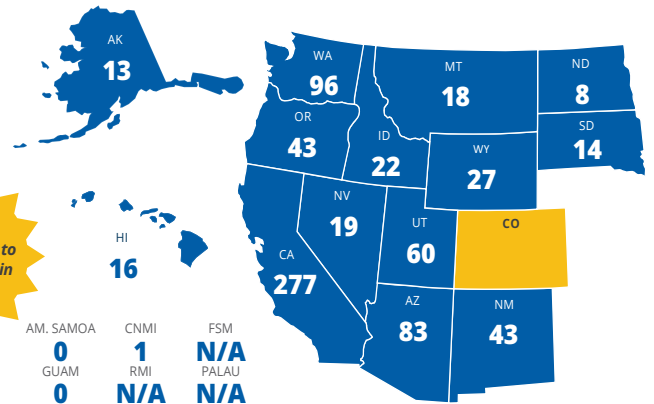 AK
13
WA
96
MT
18
ND
8
OR
43
ID
22
SD
14
WY
27
NV
19
UT
60
CO
to
in
HI
16
CA
277
AZ
83
NM
43
AM. SAMOA CNMI FSM
0 1 N/A
GUAM RMI PALAU
0 N/A N/A